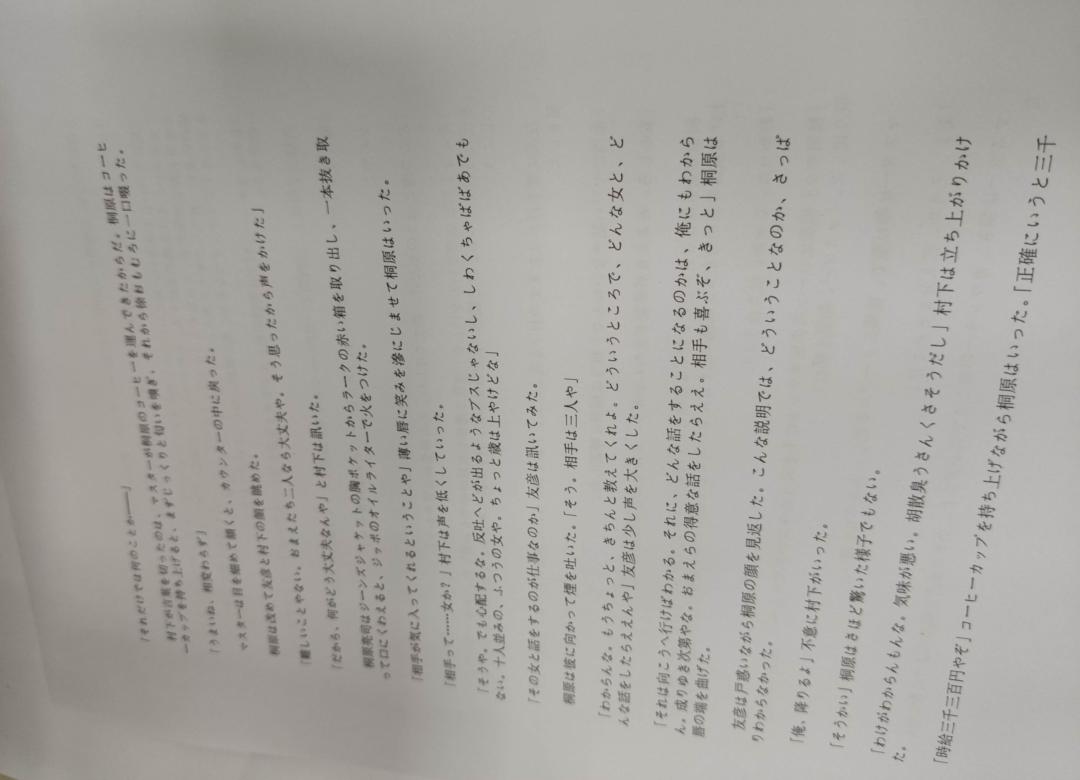 「それだけでは何のことか――」
村下が言葉を切ったのは、マスターが桐原のコーヒーを運んできたからだ。桐原はコーヒ
ーカップを持ち上げると、まずじっくりと匂いを嗅ぎ、それから徐おもむろに一口啜った。
「うまいね、相変わらず」
マスターは目を細めて頷くと、カウンターの中に戻った。
桐原は改めて友彦と村下の顔を眺めた。
「難しいことやない。おまえたち二人なら大丈夫や。そう思ったから声をかけた」
「だから、何がどう大丈夫なんや」と村下は訊いた。
桐原亮司はジーンズジャケットの胸ポケットからラークの赤い箱を取り出し、一本抜き取
って口にくわえると、ジッポのオイルライターで火をつけた。
「相手が気に入ってくれるということや」薄い唇に笑みを滲にじませて桐原はいった。
「相手って……女か?」村下は声を低くしていった。
「そうや。でも心配するな。反吐へどが出るようなブスじゃないし、しわくちゃばばあでも
ない。十人並みの、ふつうの女や。ちょっと歳は上やけどな」
「その女と話をするのが仕事なのか」友彦は訊いてみた。
桐原は彼に向かって煙を吐いた。「そう。相手は三人や」
「わからんな。もうちょっと、きちんと教えてくれよ。どういうところで、どんな女と、ど
んな話をしたらええんや」友彦は少し声を大きくした。
「それは向こうへ行けばわかる。それに、どんな話をすることになるのかは、俺にもわから
ん。成りゆき次第やな。おまえらの得意な話をしたらええ。相手も喜ぶぞ、きっと」桐原は
唇の端を曲げた。
友彦は戸惑いながら桐原の顔を見返した。こんな説明では、どういうことなのか、さっぱ
りわからなかった。
「俺、降りるよ」不意に村下がいった。
「そうかい」桐原はさほど驚いた様子でもない。
「わけがわからんもんな。気味が悪い。胡散臭うさんくさそうだし」村下は立ち上がりかけ
た。
「時給三千三百円やぞ」コーヒーカップを持ち上げながら桐原はいった。「正確にいうと三千